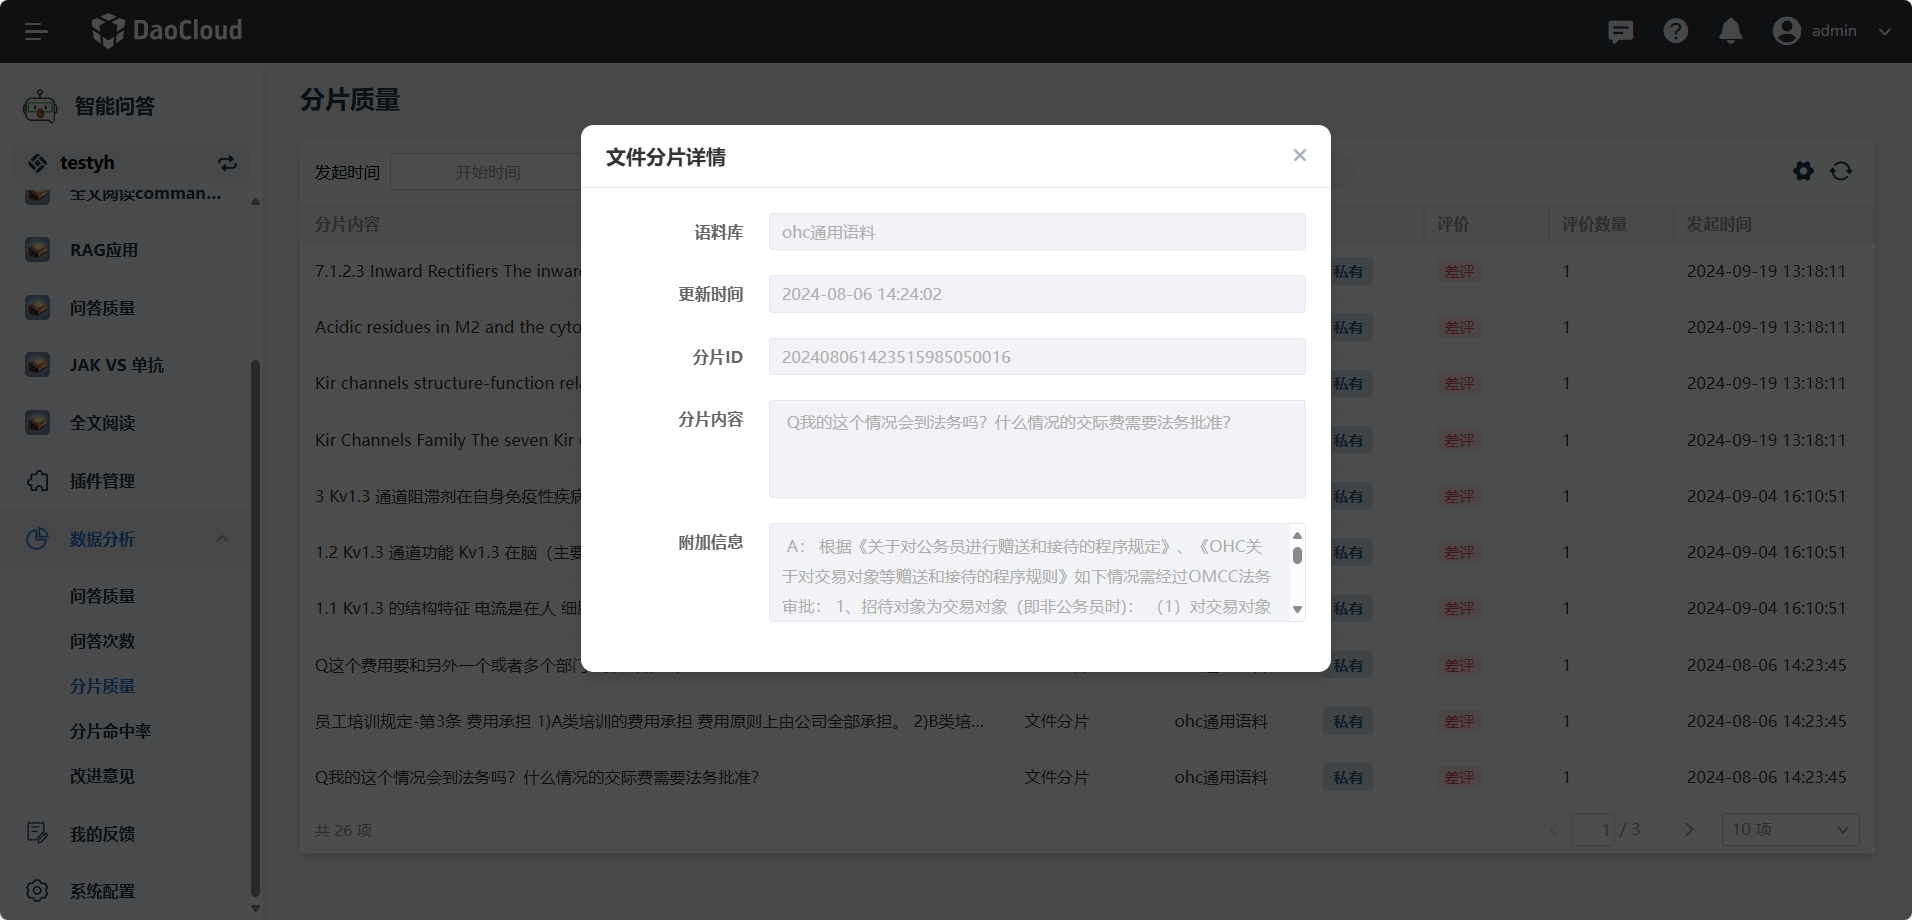 DaoCloud
admin
智能问答
testyh
全文阅读comman...
RAG应用
问答质量
JAK VS 单抗
全文阅读
插件管理
数据分析
问答质量
问答次数
分片质量
分片命中率
改进意见
我的反馈
系统配置
分片质量
发起时间 开始时间
分片内容 评价 评价数量 发起时间
7.1.2.3 Inward Rectifiers The 私有 差评 1 2024-09-19 13:18:11
Acidic residues in M2 and the 私有 差评 1 2024-09-19 13:18:11
Kir channels structure-function 私有 差评 1 2024-09-19 13:18:11
Kir Channels Family The seven Kir 私有 差评 1 2024-09-19 13:18:11
3 Kv1.3 通道阻滞剂在自身免疫性疾病 私有 差评 1 2024-09-04 16:10:51
1.2 Kv1.3 通道功能 Kv1.3 在脑（主要 私有 差评 1 2024-09-04 16:10:51
1.1 Kv1.3 的结构特征 电流是在人 细胞 私有 差评 1 2024-09-04 16:10:51
Q这个费用要和另外一个或者多个部门 私有 差评 1 2024-08-06 14:23:45
员工培训规定-第3条 费用承担 1)A类培训的费用承担 费用原则上由公司全部承担。 2)B类培... 文件分片 ohc通用语料 私有 差评 1 2024-08-06 14:23:45
Q我的这个情况会到法务吗？什么情况的交际费需要法务批准？ 文件分片 ohc通用语料 私有 差评 1 2024-08-06 14:23:45
共 26 项 1 / 3 10 项
文件分片详情
语料库 ohc通用语料
更新时间 2024-08-06 14:24:02
分片ID 202408061423515985050016
分片内容 Q我的这个情况会到法务吗？什么情况的交际费需要法务批准？
附加信息 A： 根据《关于对公务员进行赠送和接待的程序规定》、《OHC关
于对交易对象等赠送和接待的程序规则》如下情况需经过OMCC法务
审批： 1、招待对象为交易对象（即非公务员时）： （1）对交易对象